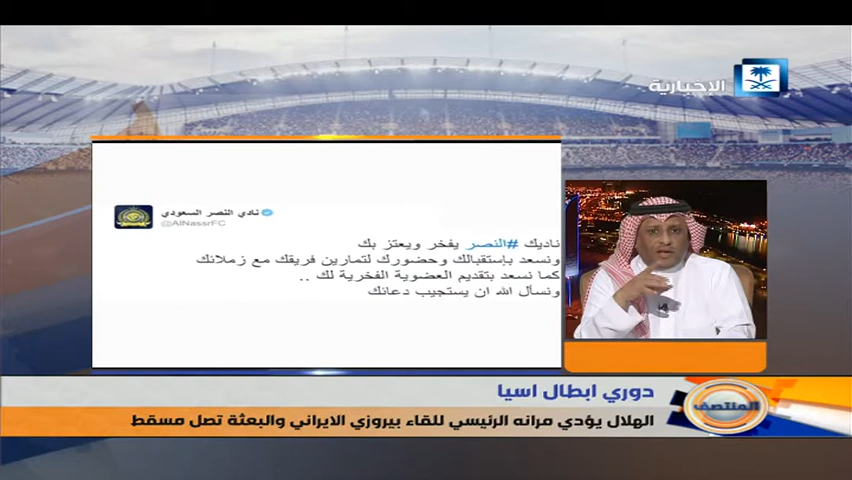 الإخبارية
نادي النصر السعودي
@AlNassrFC
ناديك #النصر يفخر ويعتز بك
ونسعد بإستقبالك وحضورك لتمارين فريقك مع زملائك
كما نسعد بتقديم العضوية الفخرية لك ..
ونسأل الله ان يستجيب دعائك
دوري ابطال اسيا
المنتصف
الهلال يؤدي مرانه الرئيسي للقاء بيروزي الايراني والبعثة تصل مسقط